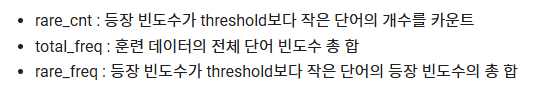 • rare_cnt : 등장 빈도수가 threshold보다 작은 단어의 개수를 카운트
• total_freq : 훈련 데이터의 전체 단어 빈도수 총 합
• rare_freq : 등장 빈도수가 threshold보다 작은 단어의 등장 빈도수의 총 합